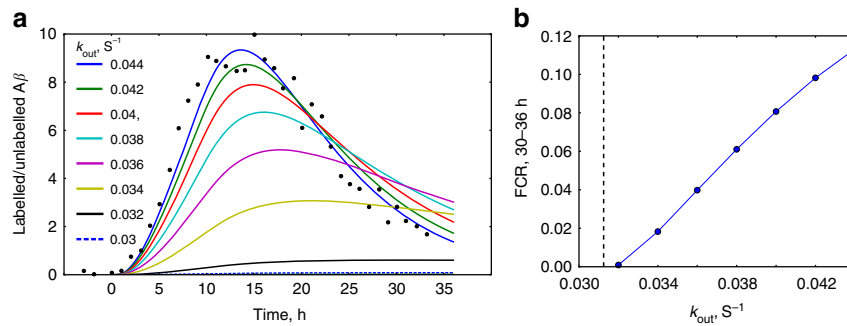 a
Labelled/unlabelled Aβ
10
8
6
4
2
0
k_out, S⁻¹
0.044
0.042
0.04,
0.038
0.036
0.034
0.032
0.03
0 5 10 15 20 25 30 35
Time, h
b
FCR, 30–36 h
0.12
0.10
0.08
0.06
0.04
0.02
0.00
0.030 0.034 0.038 0.042
k_out, S⁻¹